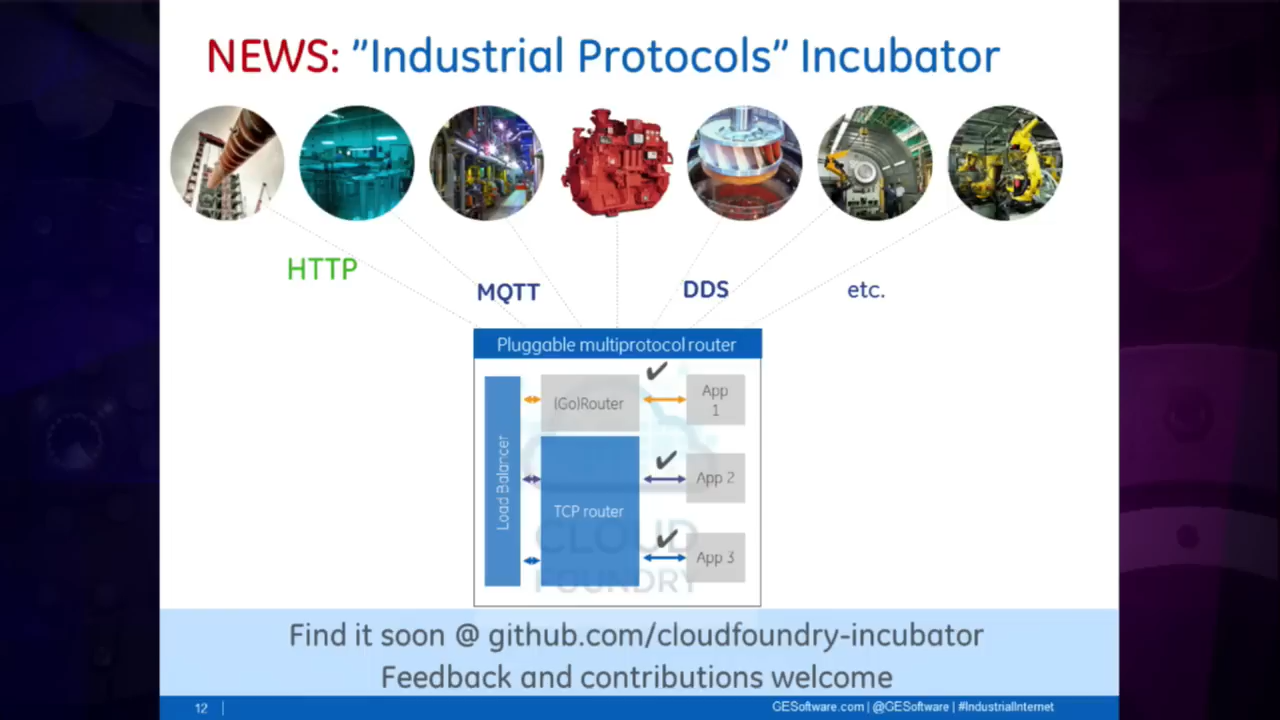 NEWS: ”Industrial Protocols” Incubator
HTTP
MQTT
DDS
etc.
Pluggable multiprotocol router
Load Balancer
(Go)Router
App
1
App 2
TCP router
App 3
CLOUD
FOUNDRY
Find it soon @ github.com/cloudfoundry-incubator
Feedback and contributions welcome
12
GESoftware.com | @GESoftware | #IndustrialInternet